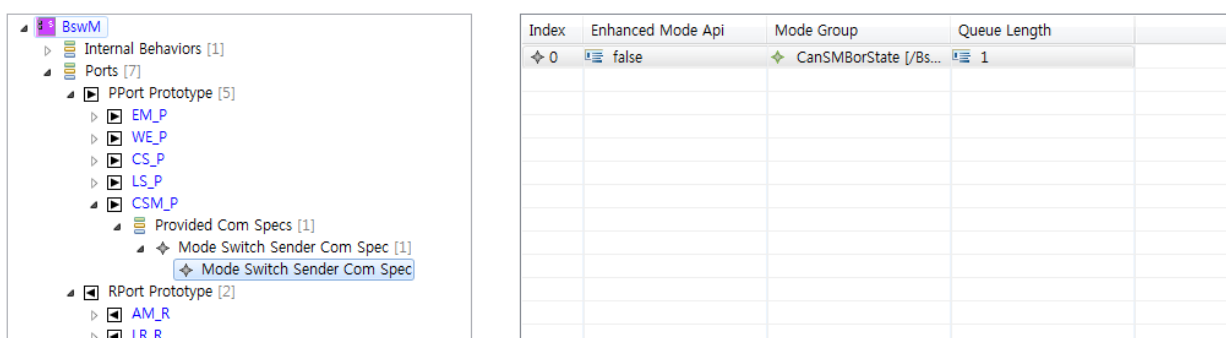 BswM
Internal Behaviors [1]
Ports [7]
PPort Prototype [5]
EM_P
WE_P
CS_P
LS_P
CSM_P
Provided Com Specs [1]
Mode Switch Sender Com Spec [1]
Mode Switch Sender Com Spec
RPort Prototype [2]
AM_R
LR_R
Index Enhanced Mode Api Mode Group Queue Length
0 false CanSMBorState [/Bs... 1